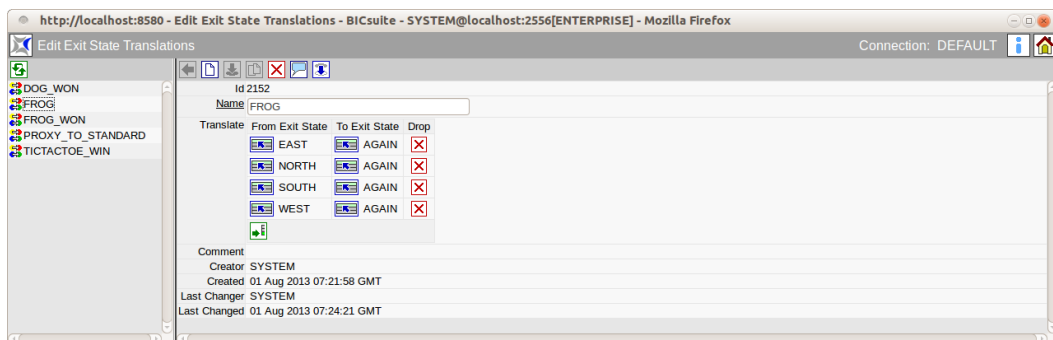 http://localhost:8580 - Edit Exit State Translations - BICsuite - SYSTEM@localhost:2556[ENTERPRISE] - Mozilla Firefox
Edit Exit State Translations
Connection: DEFAULT
DOG_WON
FROG
FROG_WON
PROXY_TO_STANDARD
TICTACTOE_WIN
Id 2152
Name FROG
Translate From Exit State To Exit State Drop
EAST AGAIN
NORTH AGAIN
SOUTH AGAIN
WEST AGAIN
Comment
Creator SYSTEM
Created 01 Aug 2013 07:21:58 GMT
Last Changer SYSTEM
Last Changed 01 Aug 2013 07:24:21 GMT